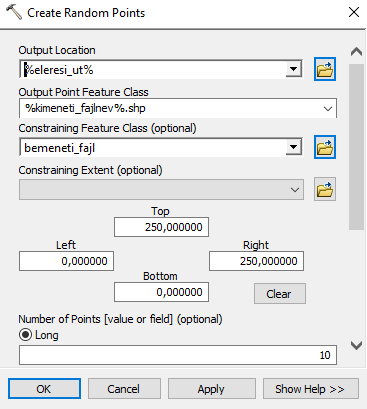 Create Random Points
Output Location
%eleresi_ut%
Output Point Feature Class
%kimeneti_fajlnev%.shp
Constraining Feature Class (optional)
bemeneti_fajl
Constraining Extent (optional)
Top
250,000000
Left
Right
0,000000
250,000000
Bottom
0,000000
Clear
Number of Points [value or field] (optional)
Long
10
OK
Cancel
Apply
Show Help >>